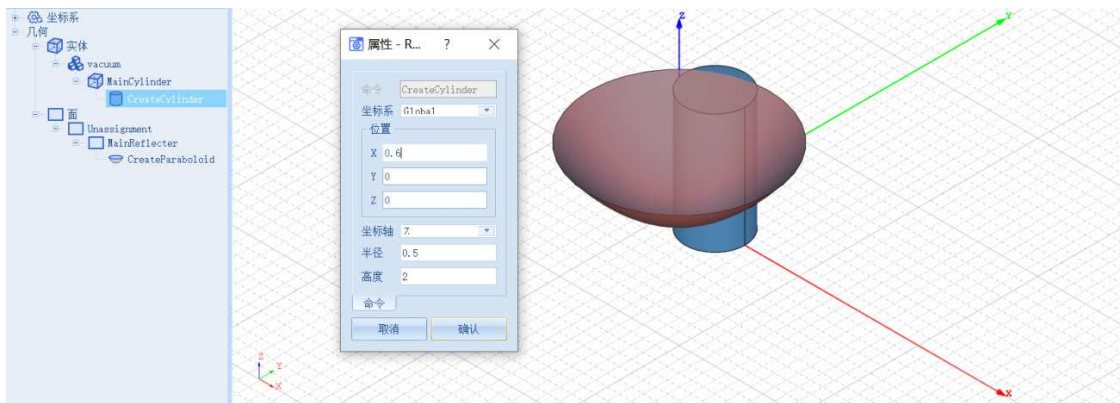 坐标系
几何
实体
vacuum
MainCylinder
CreateCylinder
面
Unassignment
MainReflecter
CreateParaboloid
属性 - R... ? ×
命令 CreateCylinder
坐标系 Global
位置
X 0.6
Y 0
Z 0
坐标轴 Z
半径 0.5
高度 2
命令
取消 确认
Z
Y
X
Z
Y
X